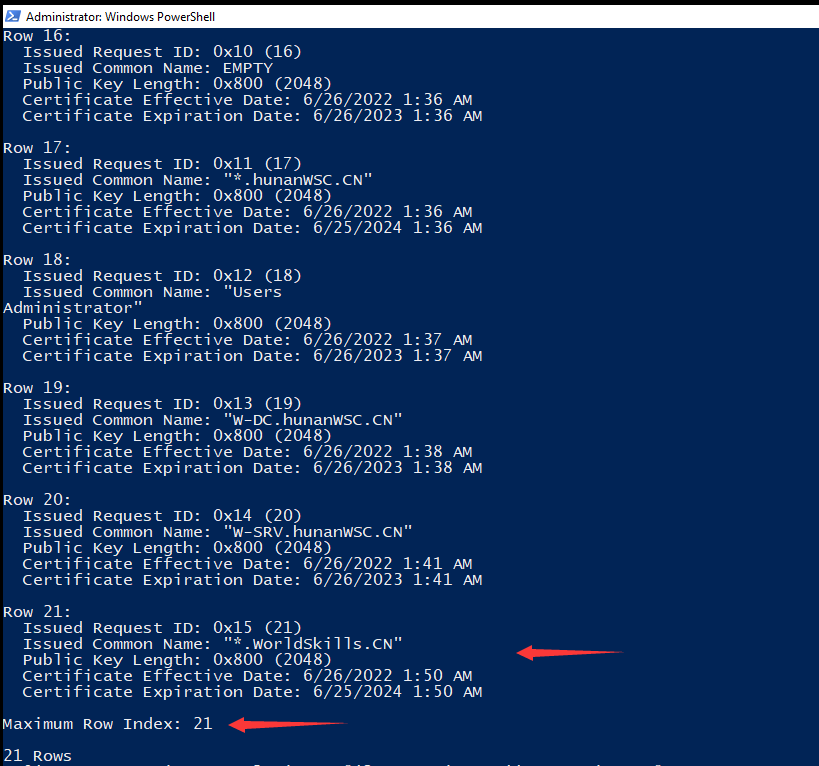 Administrator: Windows PowerShell
Row 16:
Issued Request ID: 0x10 (16)
Issued Common Name: EMPTY
Public Key Length: 0x800 (2048)
Certificate Effective Date: 6/26/2022 1:36 AM
Certificate Expiration Date: 6/26/2023 1:36 AM
Row 17:
Issued Request ID: 0x11 (17)
Issued Common Name: "*.hunanWSC.CN"
Public Key Length: 0x800 (2048)
Certificate Effective Date: 6/26/2022 1:36 AM
Certificate Expiration Date: 6/25/2024 1:36 AM
Row 18:
Issued Request ID: 0x12 (18)
Issued Common Name: "Users
Administrator"
Public Key Length: 0x800 (2048)
Certificate Effective Date: 6/26/2022 1:37 AM
Certificate Expiration Date: 6/26/2023 1:37 AM
Row 19:
Issued Request ID: 0x13 (19)
Issued Common Name: "W-DC.hunanWSC.CN"
Public Key Length: 0x800 (2048)
Certificate Effective Date: 6/26/2022 1:38 AM
Certificate Expiration Date: 6/26/2023 1:38 AM
Row 20:
Issued Request ID: 0x14 (20)
Issued Common Name: "W-SRV.hunanWSC.CN"
Public Key Length: 0x800 (2048)
Certificate Effective Date: 6/26/2022 1:41 AM
Certificate Expiration Date: 6/26/2023 1:41 AM
Row 21:
Issued Request ID: 0x15 (21)
Issued Common Name: "*.WorldSkills.CN"
Public Key Length: 0x800 (2048)
Certificate Effective Date: 6/26/2022 1:50 AM
Certificate Expiration Date: 6/25/2024 1:50 AM
Maximum Row Index: 21
21 Rows